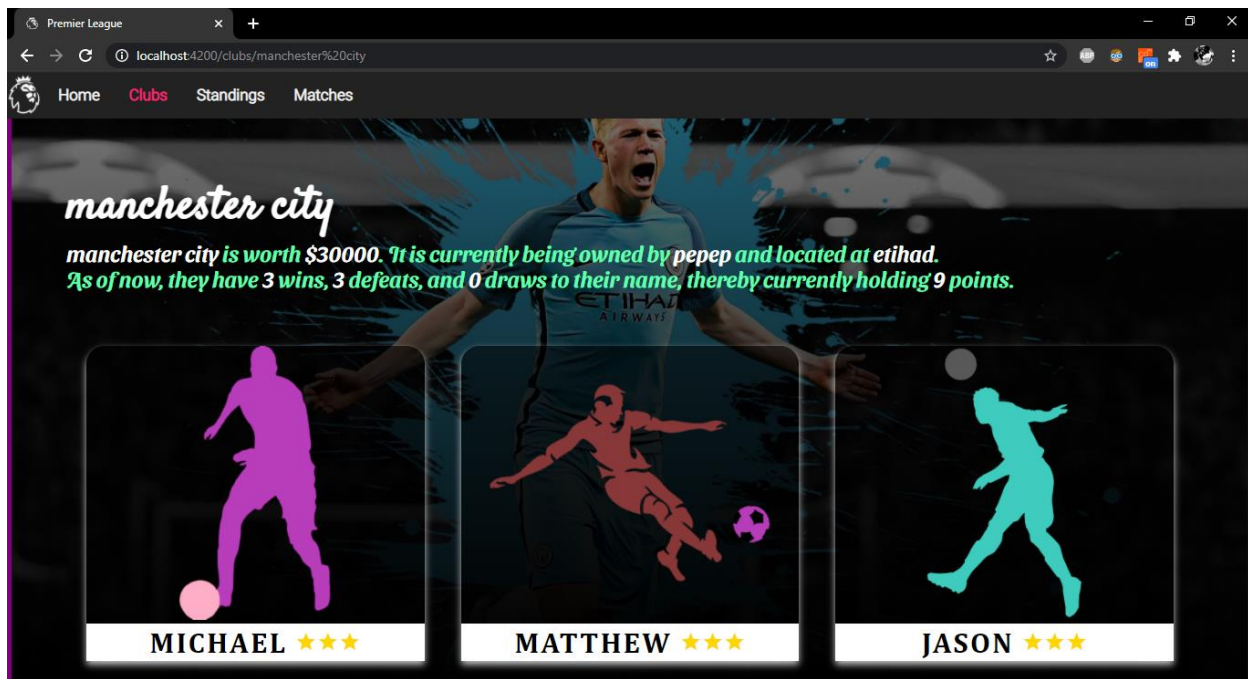 Premier League
localhost:4200/clubs/manchester%20city
ABP
on
Home Clubs Standings Matches
manchester city
manchester city is worth $30000. It is currently being owned by pepep and located at etihad.
As of now, they have 3 wins, 3 defeats, and 0 draws to their name, thereby currently holding 9 points.
ETIHAD
AIRWAYS
MICHAEL ★★★
MATTHEW ★★★
JASON ★★★